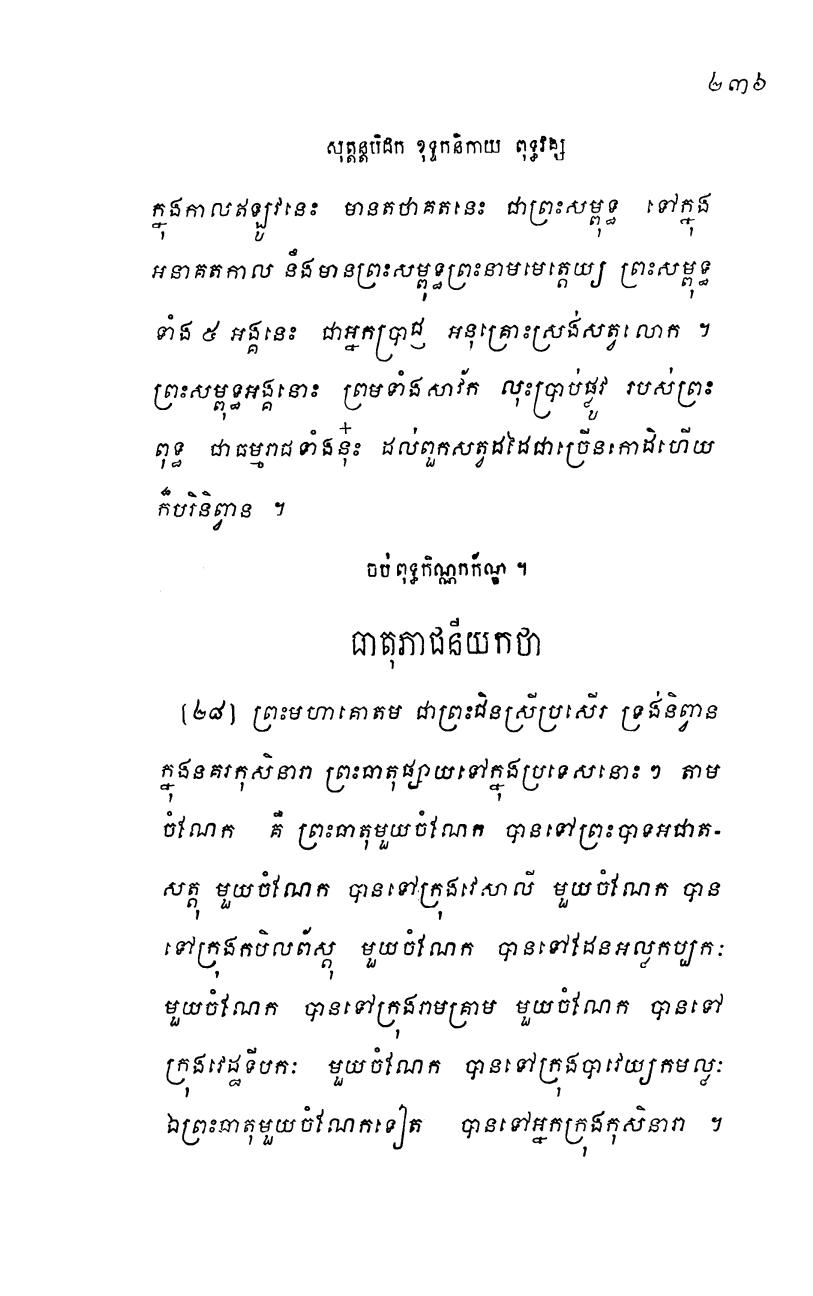 ២៣៦
សុត្តន្តបិដក ខុទ្ទកនិកាយ ពុទ្ធវង្ស
ក្នុងកាលឥឡូវនេះ មានតថាគតនេះ ជាព្រះសម្ពុទ្ធ ទៅក្នុង
អនាគតកាល នឹងមានព្រះសម្ពុទ្ធព្រះនាមមេត្តេយ្យ ព្រះសម្ពុទ្ធ
ទាំង ៥ អង្គនេះ ជាអ្នកប្រាជ្ញ អនុគ្រោះស្រង់សត្វលោក ។
ព្រះសម្ពុទ្ធអង្គនោះ ព្រមទាំងសាវ័ក លុះប្រាប់ផ្លូវ របស់ព្រះ
ពុទ្ធ ជាធម្មរាជទាំងនុ៎ះ ដល់ពួកសត្វដដៃជាច្រើនកោដិហើយ
ក៏បរិនិព្វាន ។
ចប់ ពុទ្ធកិណ្ណកកណ្ឌ ។
ធាតុភាជនីយកថា
[២៨] ព្រះមហាគោតម ជាព្រះជិនស្រីប្រសើរ ទ្រង់និព្វាន
ក្នុងនគរកុសិនារា ព្រះធាតុផ្សាយទៅក្នុងប្រទេសនោះ ៗ តាម
ចំណែក គឺ ព្រះធាតុមួយចំណែក បានទៅព្រះបាទអជាត-
សត្តុ មួយចំណែក បានទៅក្រុងវេសាលី មួយចំណែក បាន
ទៅក្រុងកបិលព័ស្តុ មួយចំណែក បានទៅដែនអល្លកប្បកៈ
មួយចំណែក បានទៅក្រុងរាមគ្រាម មួយចំណែក បានទៅ
ក្រុងវេដ្ឋទីបកៈ មួយចំណែក បានទៅក្រុងបាវេយ្យកមល្លៈ
ឯព្រះធាតុមួយចំណែកទៀត បានទៅអ្នកក្រុងកុសិនារា ។